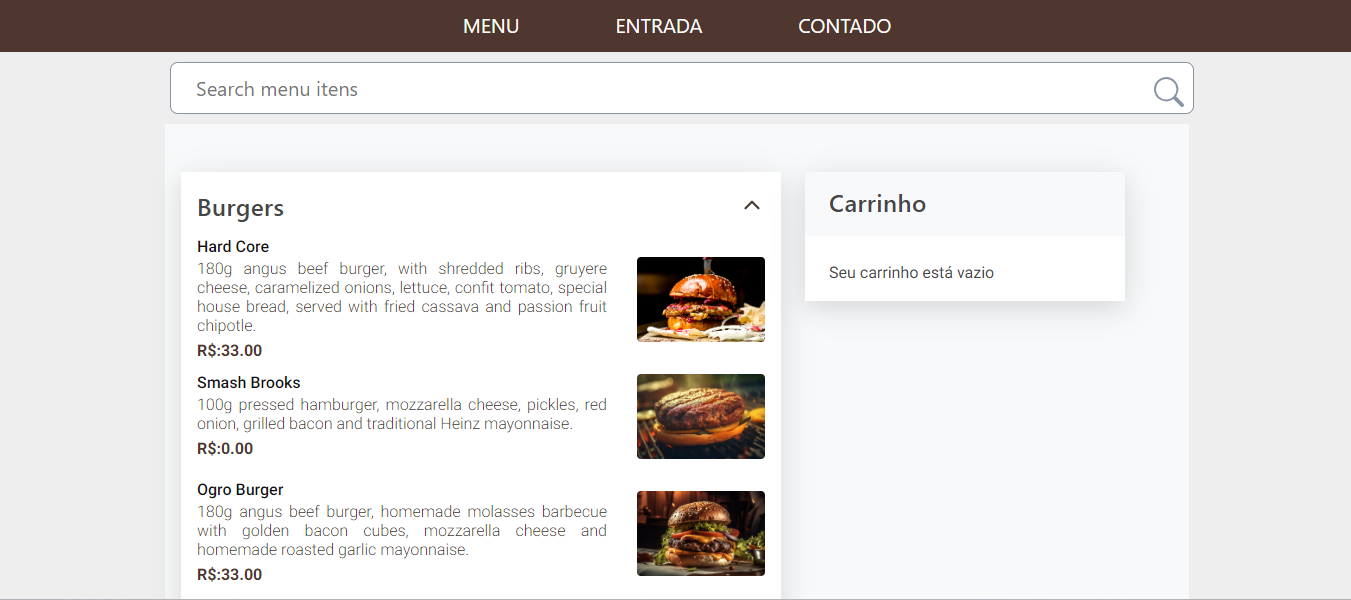 MENU ENTRADA CONTADO
Search menu itens
Burgers
Hard Core
180g angus beef burger, with shredded ribs, gruyere
cheese, caramelized onions, lettuce, confit tomato, special
house bread, served with fried cassava and passion fruit
chipotle.
R$:33.00
Smash Brooks
100g pressed hamburger, mozzarella cheese, pickles, red
onion, grilled bacon and traditional Heinz mayonnaise.
R$:0.00
Ogro Burger
180g angus beef burger, homemade molasses barbecue
with golden bacon cubes, mozzarella cheese and
homemade roasted garlic mayonnaise.
R$:33.00
Carrinho
Seu carrinho está vazio